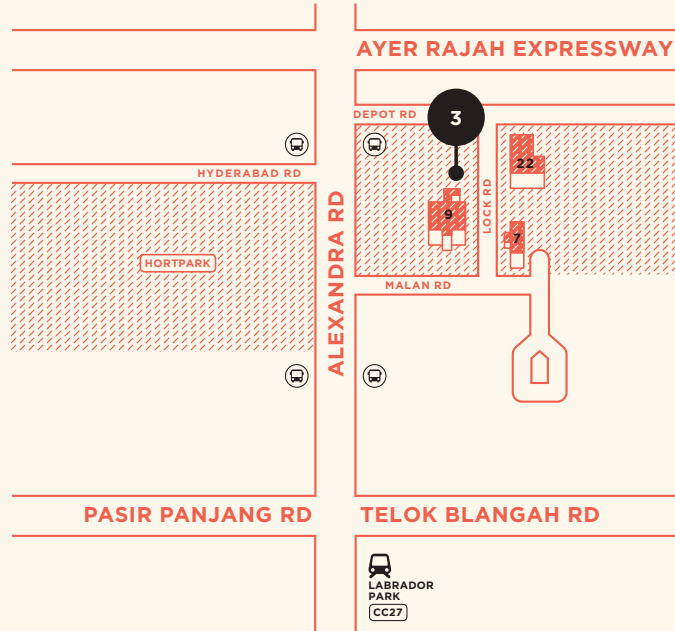 AYER RAJAH EXPRESSWAY
DEPOT RD
3
22
HYDERABAD RD
LOCK RD
ALEXANDRA RD
9
7
HORTPARK
MALAN RD
PASIR PANJANG RD
TELOK BLANGAH RD
LABRADOR
PARK
CC27